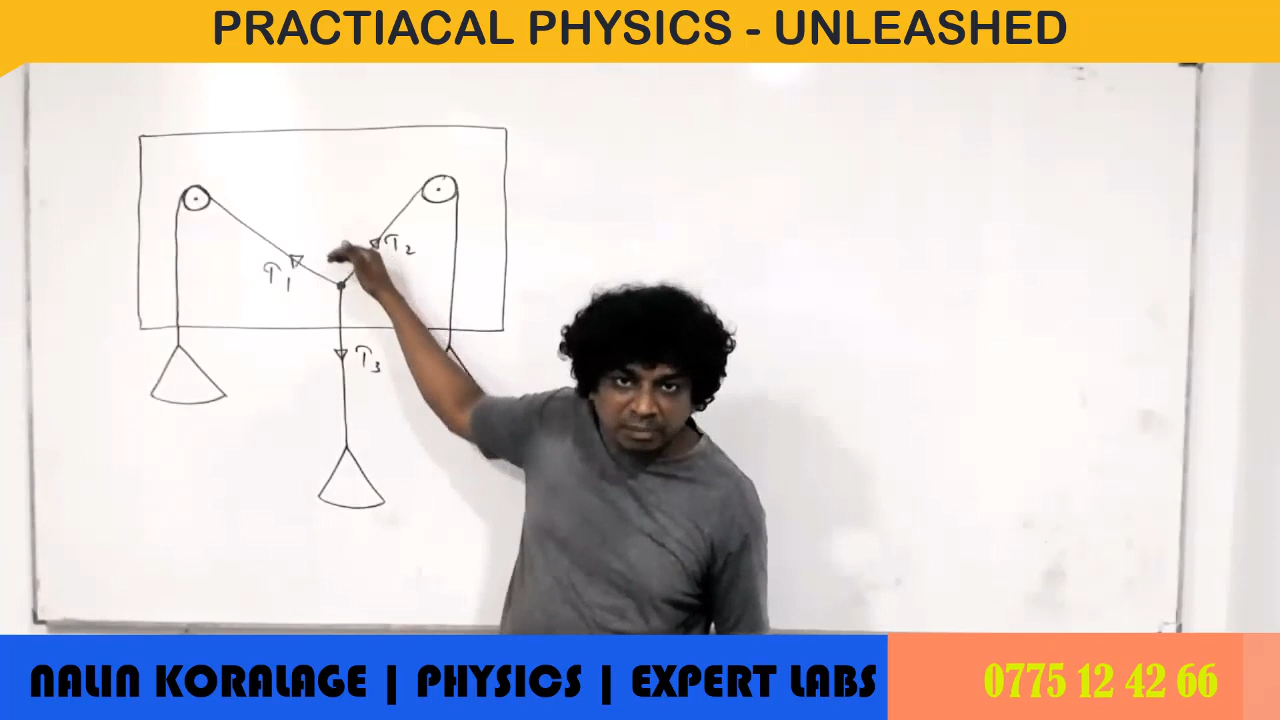 PRACTIACAL PHYSICS - UNLEASHED
T2
T1
T3
NALIN KORALAGE | PHYSICS | EXPERT LABS
0775 12 42 66